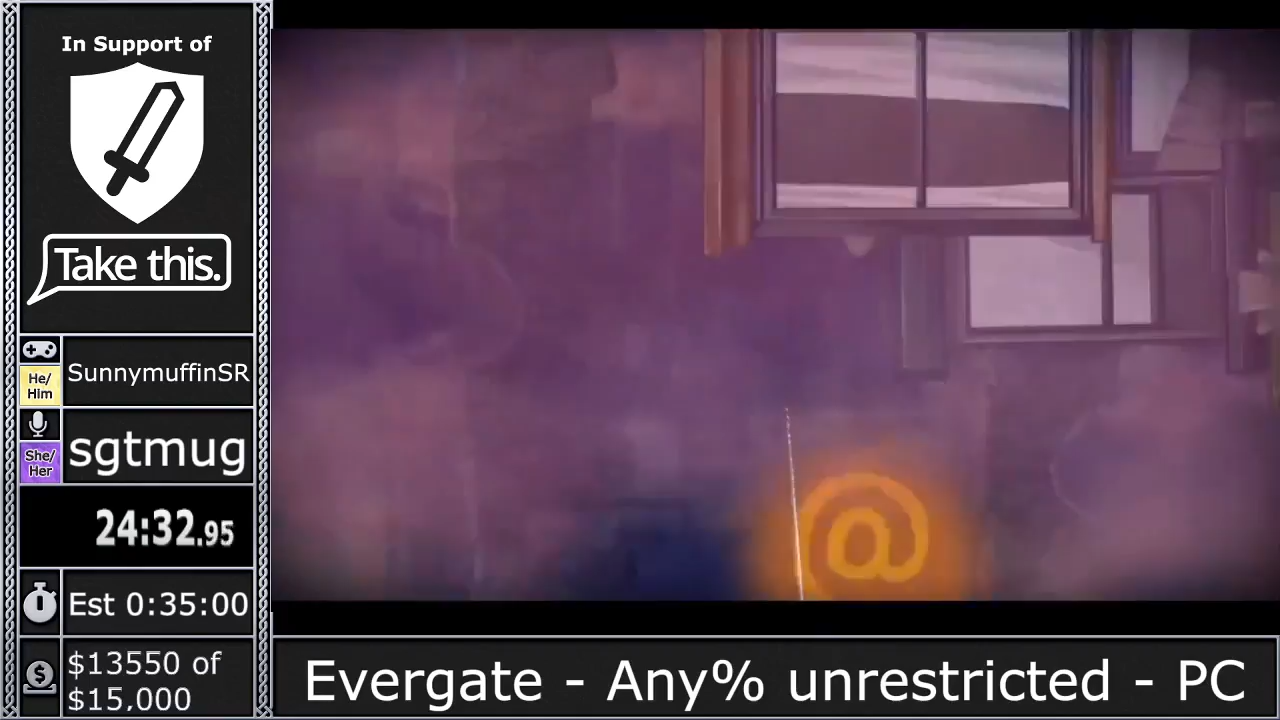 In Support of
Take this.
SunnymuffinSR
He/
Him
sgtmug
She/
Her
24:32.95
Est 0:35:00
$13550 of
$15,000
@
Evergate - Any% unrestricted - PC